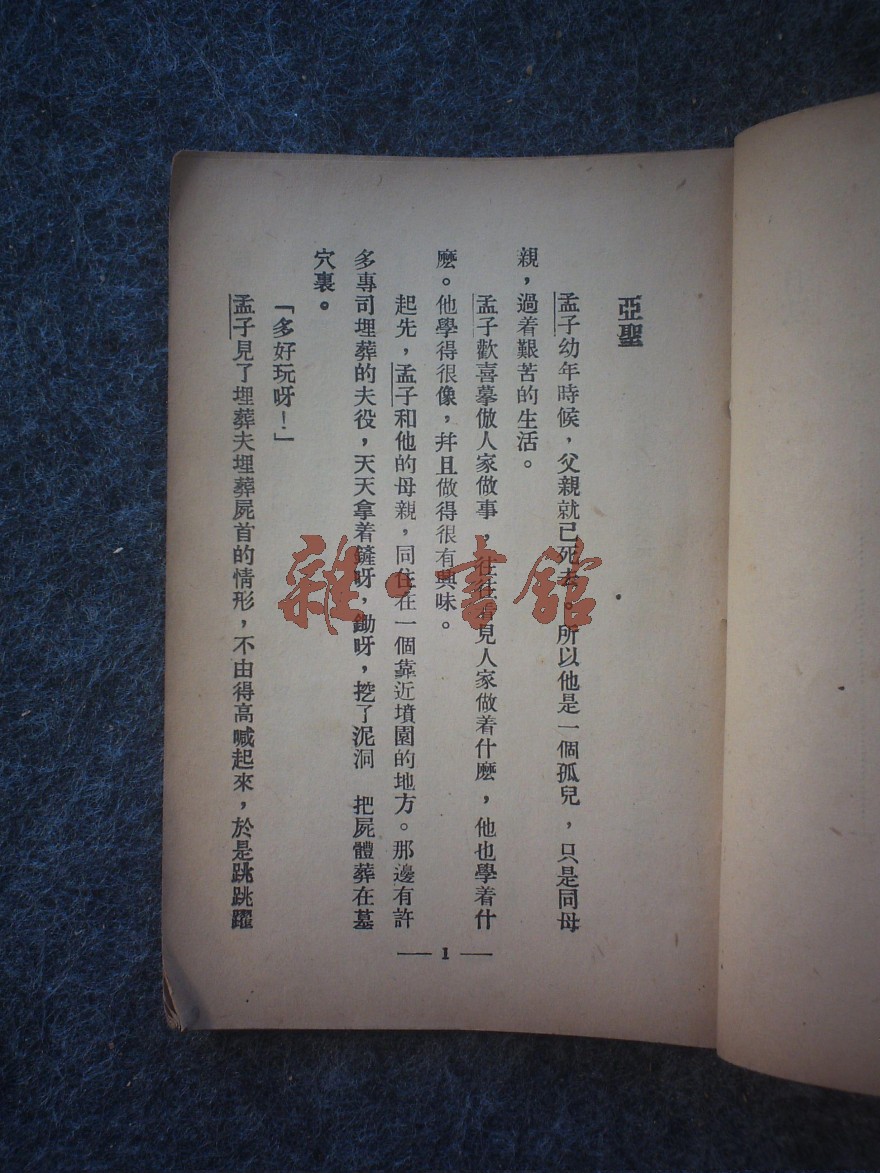 亞聖
孟子幼年時候，父親就已死去。所以他是一個孤兒，只是同母
親，過着艱苦的生活。
孟子歡喜摹倣人家做事，往往看見人家做着什麽，他也學着什
麽。他學得很像，幷且做得很有興味。
起先，孟子和他的母親，同住在一個靠近墳園的地方。那邊有許
多專司埋葬的夫役，天天拿着鏟呀，鋤呀，挖了泥洞　把屍體葬在墓
穴裏。
「多好玩呀！」
孟子見了埋葬夫埋葬屍首的情形，不由得高喊起來，於是跳跳躍
— 1 —
雜·書館